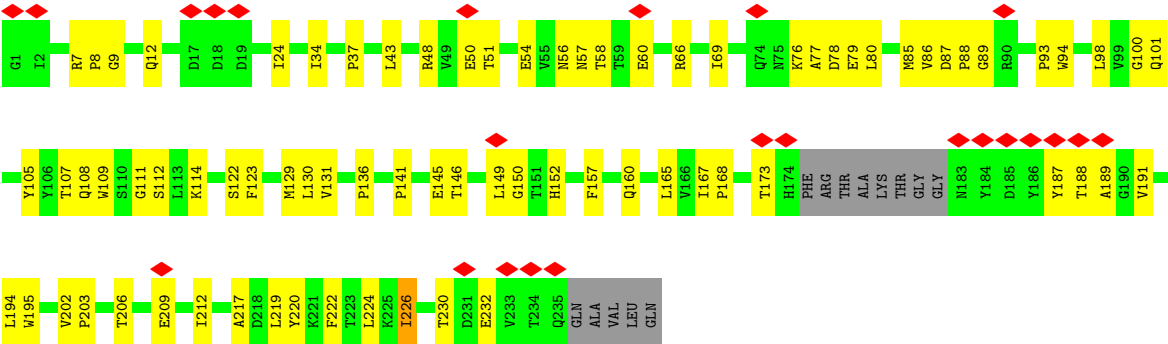 G1 I2 R7 P8 G9 Q12 D17 D18 D19 I24 I34 P37 L43 R48 V49 E50 T51 E54 V55 N56 N57 T58 T59 E60 R66 I69 Q74 N75 K76 A77 D78 E79 L80 M85 V86 D87 P88 G89 R90 P93 W94 L98 V99 G100 Q101
Y105 Y106 T107 Q108 W109 S110 G111 S112 L113 K114 S122 F123 M129 L130 V131 P136 P141 E145 T146 L149 G150 T151 H152 F157 Q160 L165 V166 I167 P168 T173 H174 PHE ARG THR ALA LYS THR GLY GLY N183 Y184 D185 Y186 Y187 T188 A189 G190 V191
L194 W195 V202 P203 T206 E209 I212 A217 D218 L219 Y220 K221 F222 T223 L224 K225 I226 T230 D231 E232 V233 T234 Q235 GLN ALA VAL LEU GLN